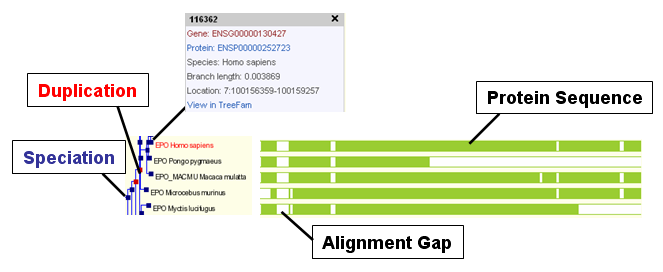 116362 ×
Gene: ENSG00000130427
Protein: ENSP00000252723
Species: Homo sapiens
Branch length: 0.003869
Location: 7:100156359-100159257
View in TreeFam
Duplication
Protein Sequence
Speciation
EPO Homo sapiens
EPO Pongo pygmaeus
EPO_MACMU Macaca mulatta
EPO Microcebus murinus
EPO Myotis lucifugus
Alignment Gap